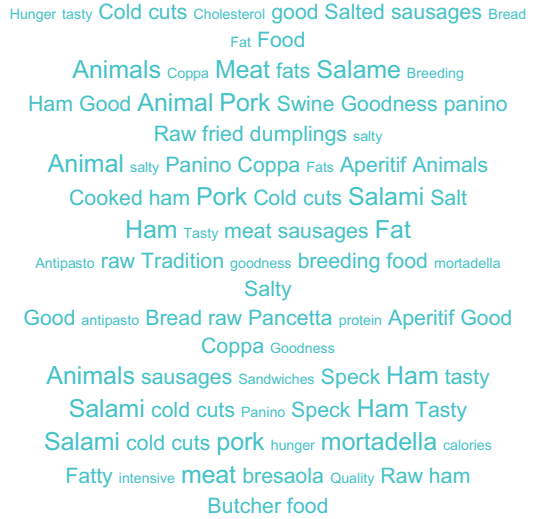 Hunger tasty Cold cuts Cholesterol good Salted sausages Bread
Fat Food
Animals Coppa Meat fats Salame Breeding
Ham Good Animal Pork Swine Goodness panino
Raw fried dumplings salty
Animal salty Panino Coppa Fats Aperitif Animals
Cooked ham Pork Cold cuts Salami Salt
Ham Tasty meat sausages Fat
Antipasto raw Tradition goodness breeding food mortadella
Salty
Good antipasto Bread raw Pancetta protein Aperitif Good
Coppa Goodness
Animals sausages Sandwiches Speck Ham tasty
Salami cold cuts Panino Speck Ham Tasty
Salami cold cuts pork hunger mortadella calories
Fatty intensive meat bresaola Quality Raw ham
Butcher food